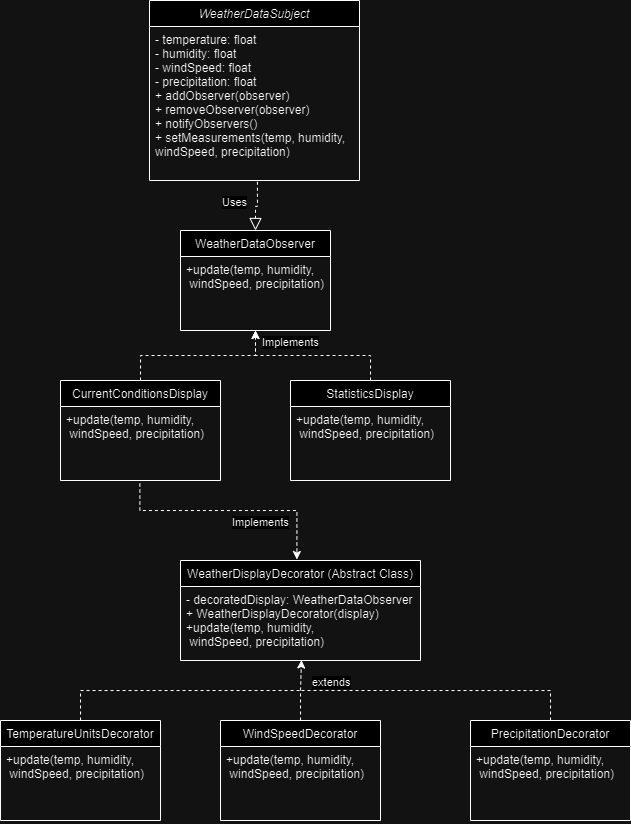 WeatherDataSubject
- temperature: float
- humidity: float
- windSpeed: float
- precipitation: float
+ addObserver(observer)
+ removeObserver(observer)
+ notifyObservers()
+ setMeasurements(temp, humidity,
windSpeed, precipitation)
Uses
WeatherDataObserver
+update(temp, humidity,
windSpeed, precipitation)
Implements
CurrentConditionsDisplay
+update(temp, humidity,
windSpeed, precipitation)
StatisticsDisplay
+update(temp, humidity,
windSpeed, precipitation)
Implements
WeatherDisplayDecorator (Abstract Class)
- decoratedDisplay: WeatherDataObserver
+ WeatherDisplayDecorator(display)
+update(temp, humidity,
windSpeed, precipitation)
extends
TemperatureUnitsDecorator
+update(temp, humidity,
windSpeed, precipitation)
WindSpeedDecorator
+update(temp, humidity,
windSpeed, precipitation)
PrecipitationDecorator
+update(temp, humidity,
windSpeed, precipitation)